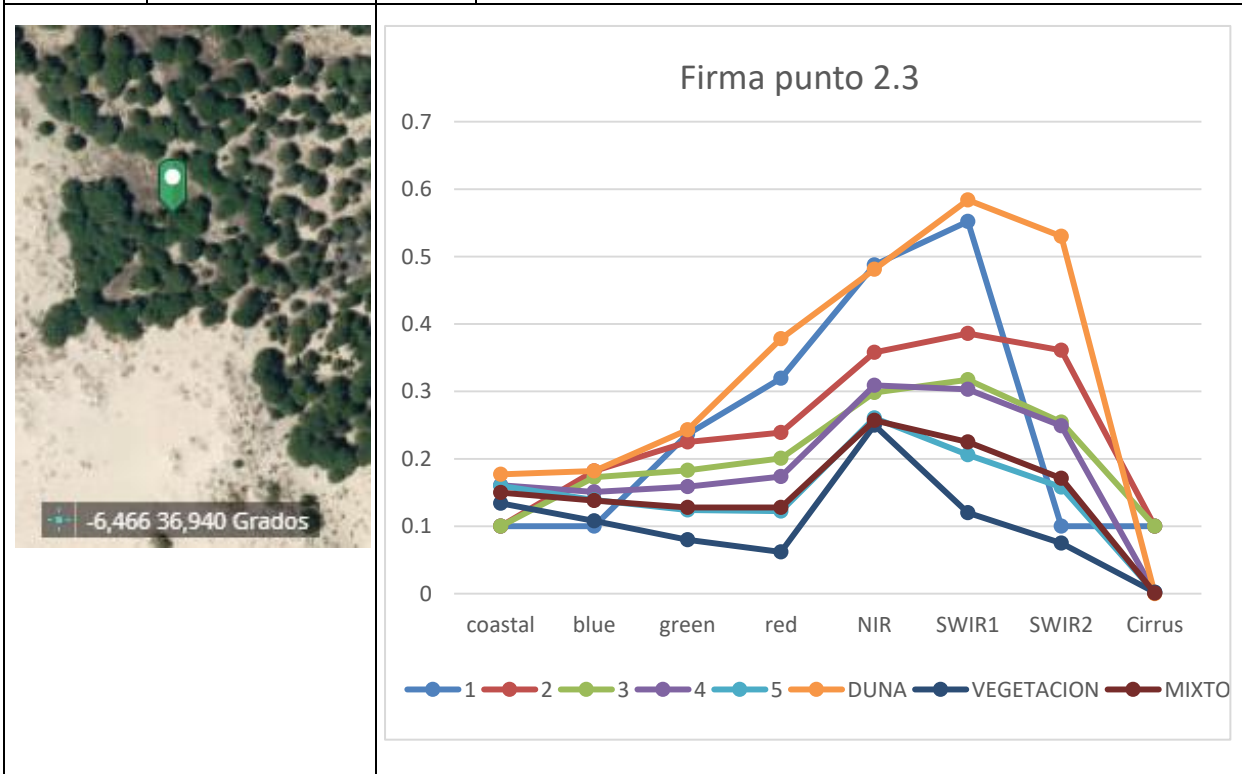 -6,466 36,940 Grados
Firma punto 2.3
0.7
0.6
0.5
0.4
0.3
0.2
0.1
0
coastal blue green red NIR SWIR1 SWIR2 Cirrus
1 2 3 4 5 DUNA VEGETACION MIXTO